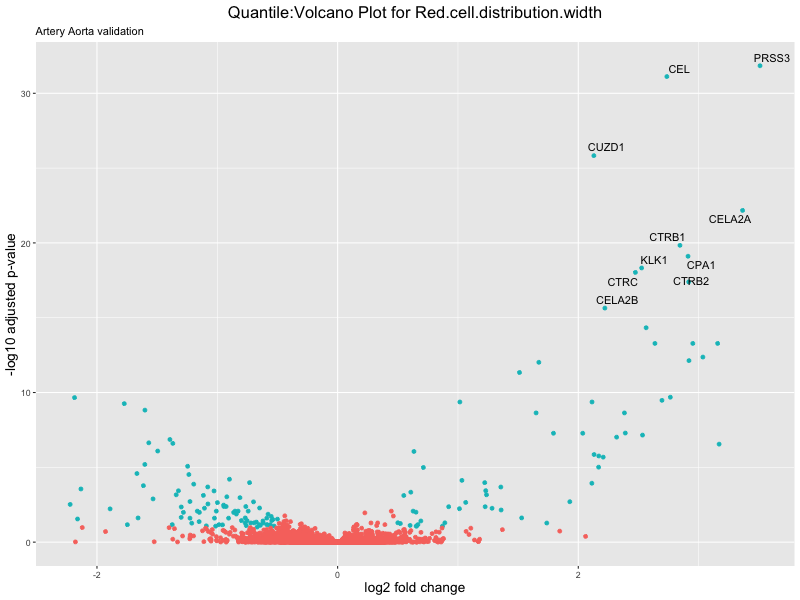 Quantile:Volcano Plot for Red.cell.distribution.width
Artery Aorta validation
PRSS3
CEL
30
CUZD1
CELA2A
CTRB1
20
KLK1
CPA1
CTRC
CTRB2
CELA2B
-log10 adjusted p-value
10
0
-2
0
2
log2 fold change